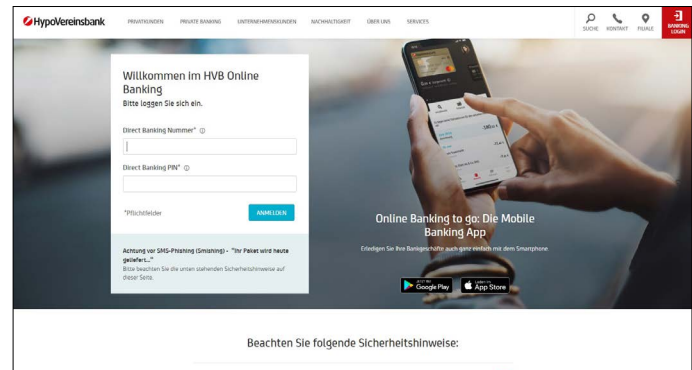 HypoVereinsbank
PRIVATKUNDEN PRIVATE BANKING UNTERNEHMENSKUNDEN NACHHALTIGKEIT ÜBER UNS SERVICES
SUCHE KONTAKT FILIALE BANKING LOGIN
Willkommen im HVB Online
Banking
Bitte loggen Sie sich ein.
Direct Banking Nummer*
Direct Banking PIN*
*Pflichtfelder ANMELDEN
Achtung vor SMS-Phishing (Smishing) - "Ihr Paket wird heute
geliefert..."
Bitte beachten Sie die unten stehenden Sicherheitshinweise auf
dieser Seite.
Online Banking to go: Die Mobile
Banking App
Erledigen Sie Ihre Bankgeschäfte auch ganz einfach mit dem Smartphone.
JETZT BEI
Google Play
Laden im
App Store
Beachten Sie folgende Sicherheitshinweise: